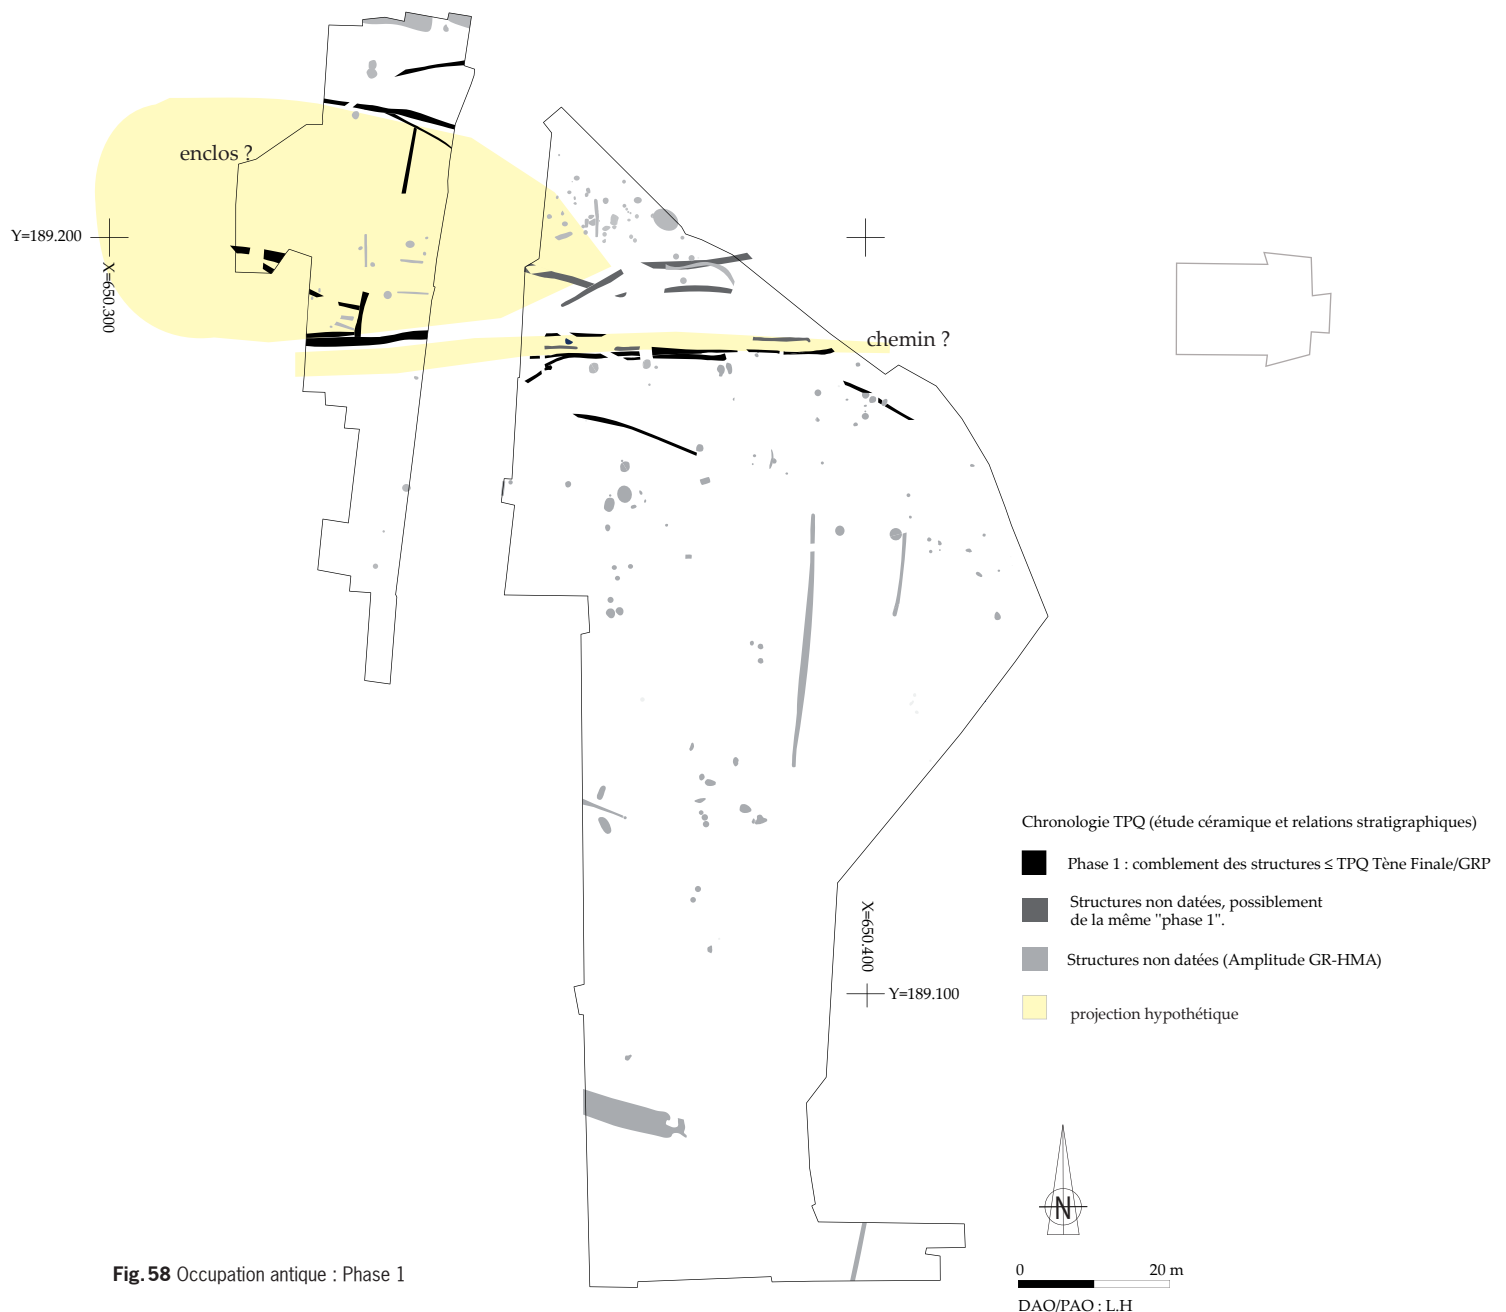 enclos ?
Y=189.200
X=650.300
chemin ?
Chronologie TPQ (étude céramique et relations stratigraphiques)
Phase 1 : comblement des structures ≤ TPQ Tène Finale/GRP
Structures non datées, possiblement
de la même "phase 1".
Structures non datées (Amplitude GR-HMA)
projection hypothétique
X=650.400
Y=189.100
N
0 20 m
DAO/PAO : L.H
Fig. 58 Occupation antique : Phase 1